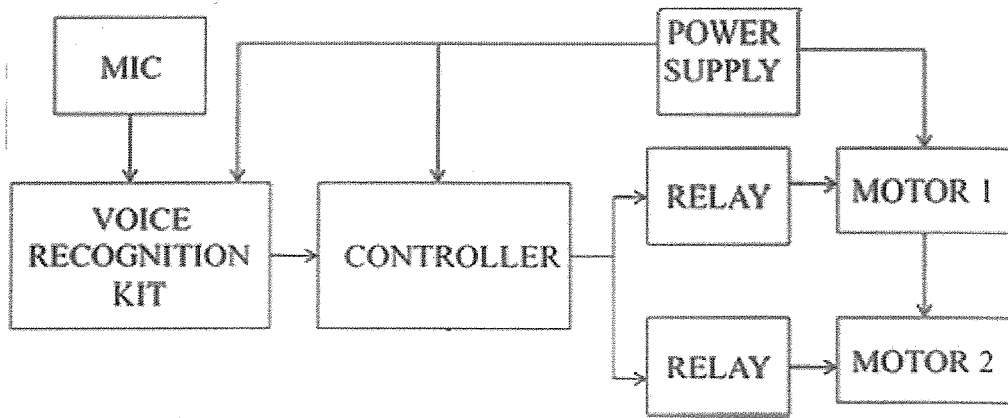 MIC
POWER
SUPPLY
VOICE
RECOGNITION
KIT
CONTROLLER
RELAY
MOTOR 1
RELAY
MOTOR 2